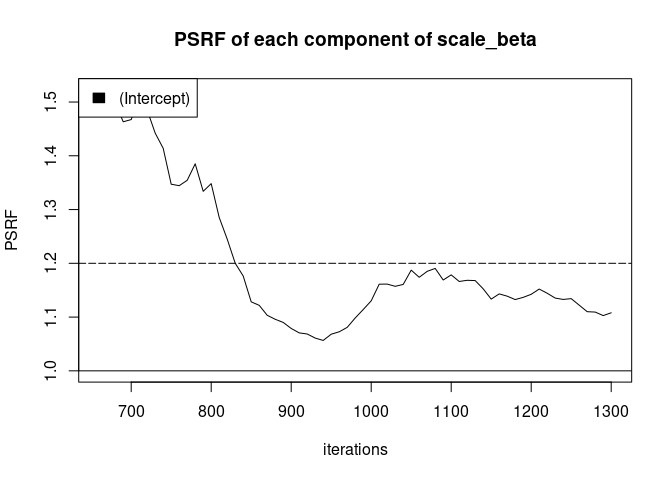 PSRF of each component of scale_beta
(Intercept)
1.5
1.4
1.3
1.2
1.1
1.0
PSRF
700 800 900 1000 1100 1200 1300
iterations